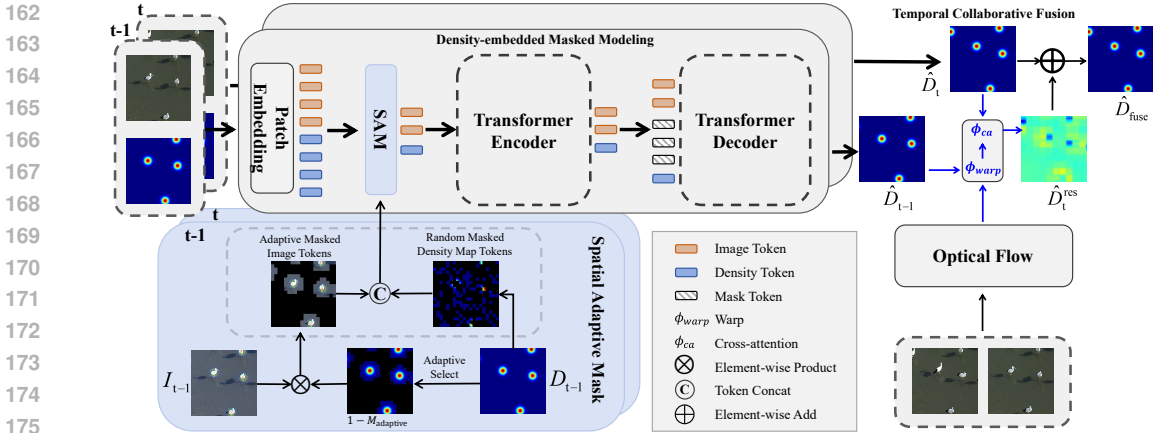 162
163
164
165
166
167
168
169
170
171
172
173
174
175
t
t-1
Density-embedded Masked Modeling
Patch
Embedding
SAM
Transformer
Encoder
Transformer
Decoder
Temporal Collaborative Fusion
D̂t
D̂fuse
ϕca
ϕwarp
D̂t−1
D̂t^res
Optical Flow
t
t-1
Adaptive Masked
Image Tokens
Random Masked
Density Map Tokens
C
Spatial Adaptive Mask
It−1
Adaptive
Select
Dt−1
1 − Madaptive
Image Token
Density Token
Mask Token
ϕwarp Warp
ϕca Cross-attention
Element-wise Product
C Token Concat
Element-wise Add